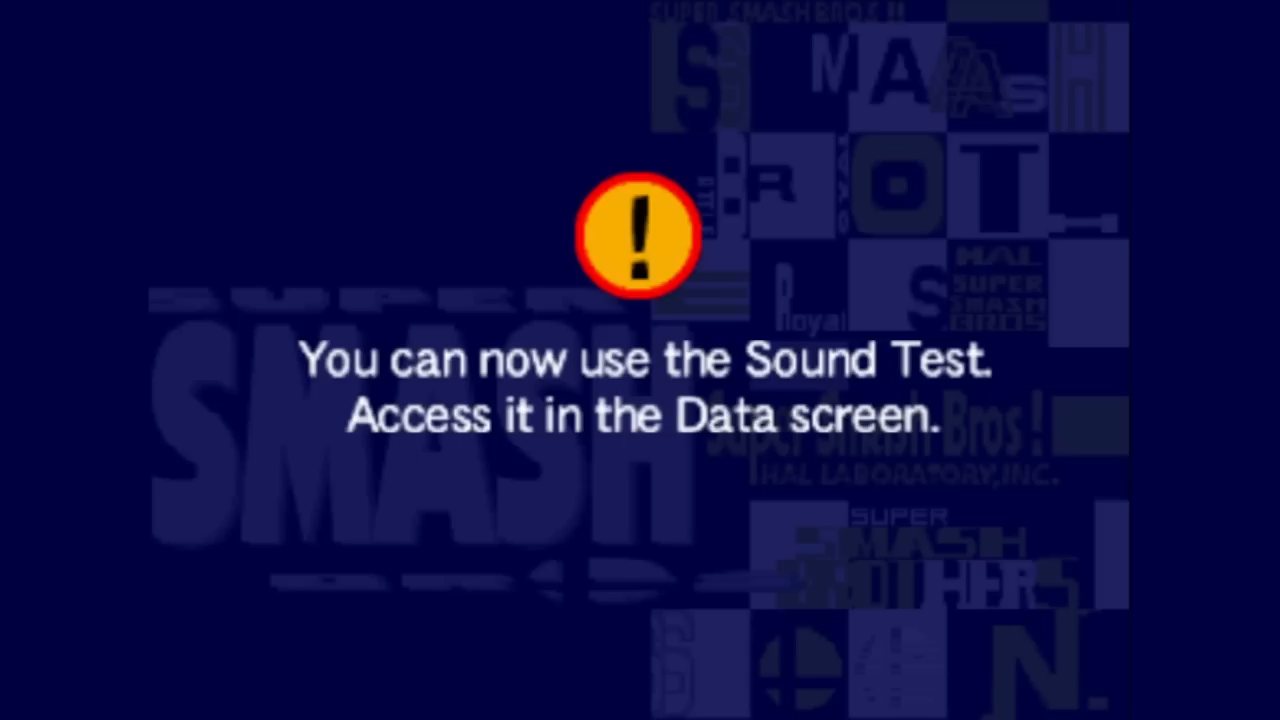 SUPER SMASH BROS !!
S M A A S H
B R O T
Royal S HAL
SUPER
SMASH
BROS
SUPER
SMASH
!
You can now use the Sound Test.
Access it in the Data screen.
Super Smash Bros!
HAL LABORATORY, INC.
SUPER
SMASH
BROTHERS
N.